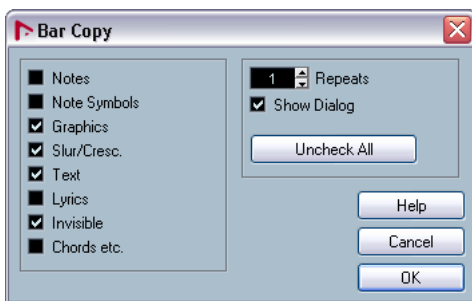 Bar Copy
Notes
Note Symbols
Graphics
Slur/Cresc.
Text
Lyrics
Invisible
Chords etc.
1 Repeats
Show Dialog
Uncheck All
Help
Cancel
OK